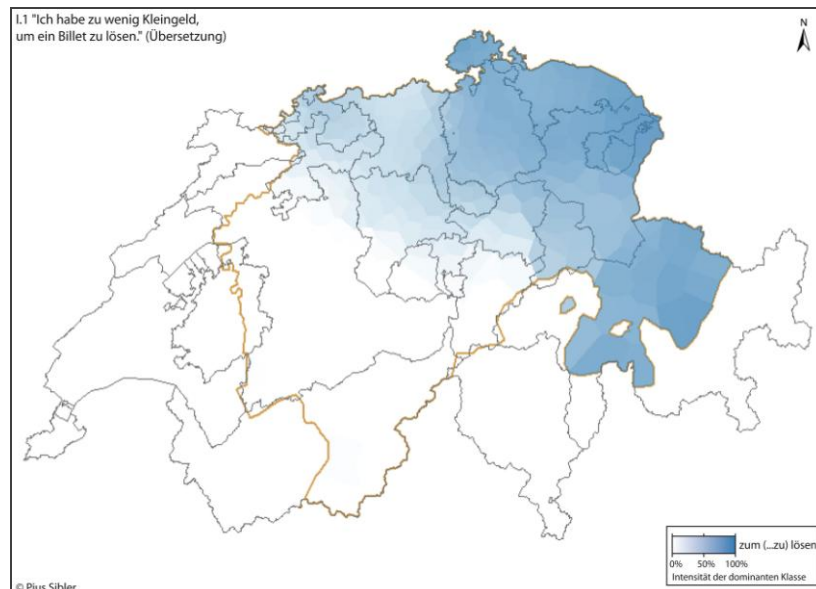 I.1 "Ich habe zu wenig Kleingeld,
um ein Billet zu lösen." (Übersetzung)
N
zum (...zu) lösen
0% 50% 100%
Intensität der dominanten Klasse
© Pius Sibler